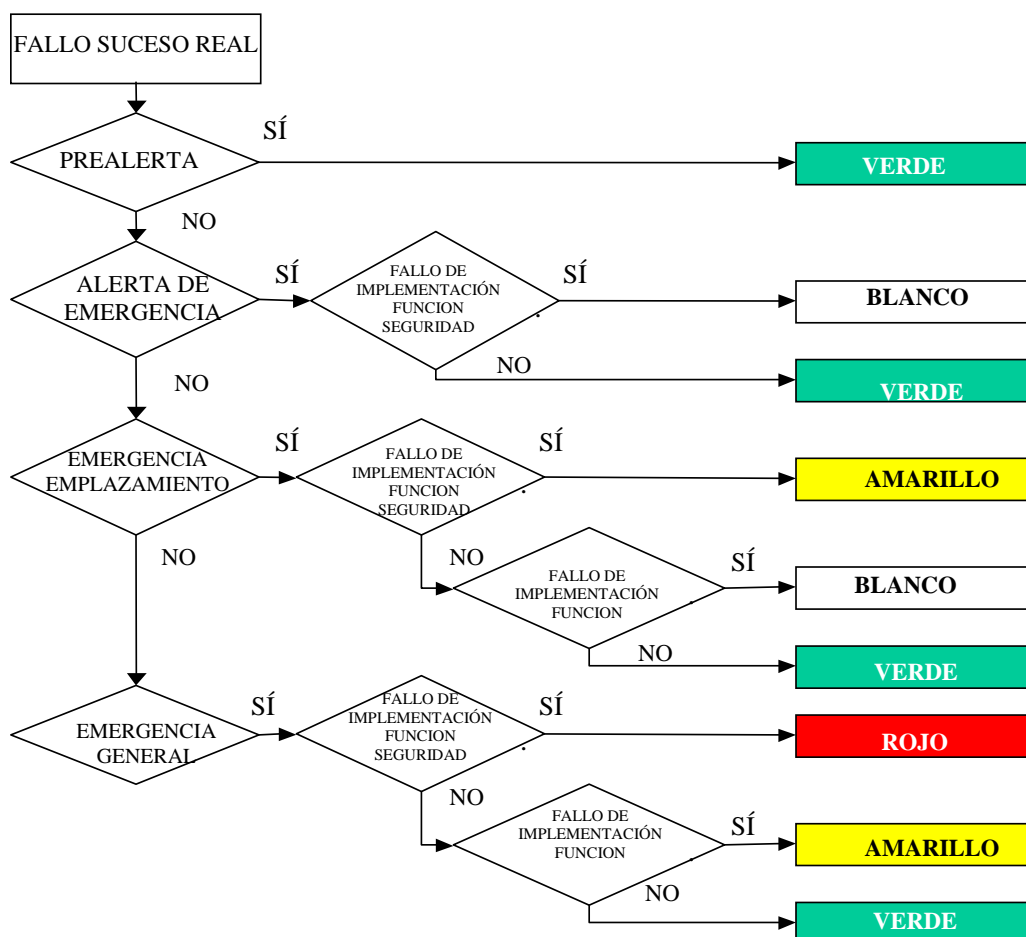 FALLO SUCESO REAL
PREALERTA
SÍ
VERDE
NO
ALERTA DE
EMERGENCIA
SÍ
FALLO DE
IMPLEMENTACIÓN
FUNCION
SEGURIDAD
SÍ
BLANCO
NO
VERDE
NO
EMERGENCIA
EMPLAZAMIENTO
SÍ
FALLO DE
IMPLEMENTACIÓN
FUNCION
SEGURIDAD
SÍ
AMARILLO
NO
FALLO DE
IMPLEMENTACIÓN
FUNCION
SÍ
BLANCO
NO
VERDE
NO
EMERGENCIA
GENERAL
SÍ
FALLO DE
IMPLEMENTACIÓN
FUNCION
SEGURIDAD
SÍ
ROJO
NO
FALLO DE
IMPLEMENTACIÓN
FUNCION
SÍ
AMARILLO
NO
VERDE